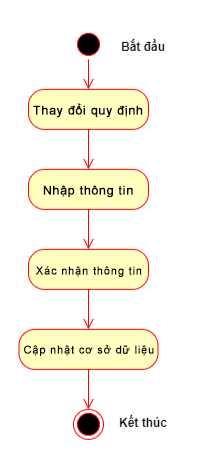 Bắt đầu
Thay đổi quy định
Nhập thông tin
Xác nhận thông tin
Cập nhật cơ sở dữ liệu
Kết thúc